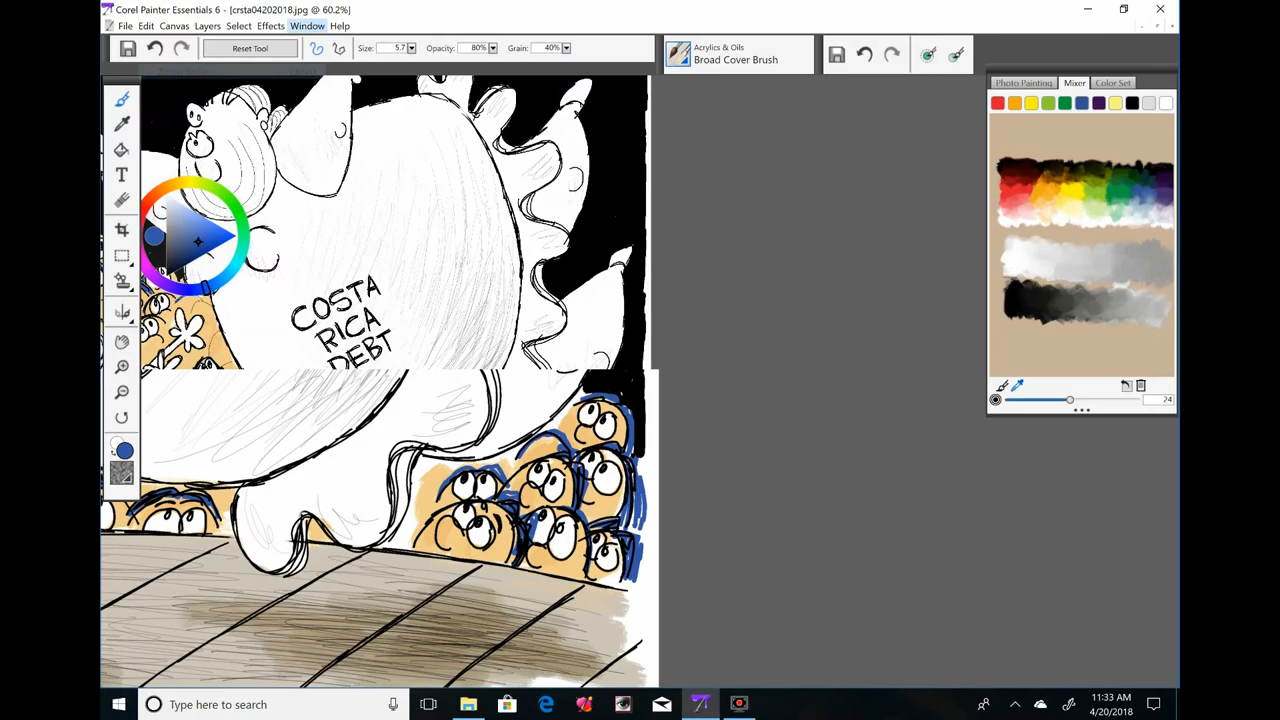 Corel Painter Essentials 6 - [crsta04202018.jpg @ 60.2%]
File Edit Canvas Layers Select Effects Window Help
Reset Tool Size: 5.7 Opacity: 80% Grain: 40%
Acrylics & Oils
Broad Cover Brush
Photo Painting Mixer Color Set
T
COSTA
RICA
DEBT
24
Type here to search
11:33 AM
4/20/2018